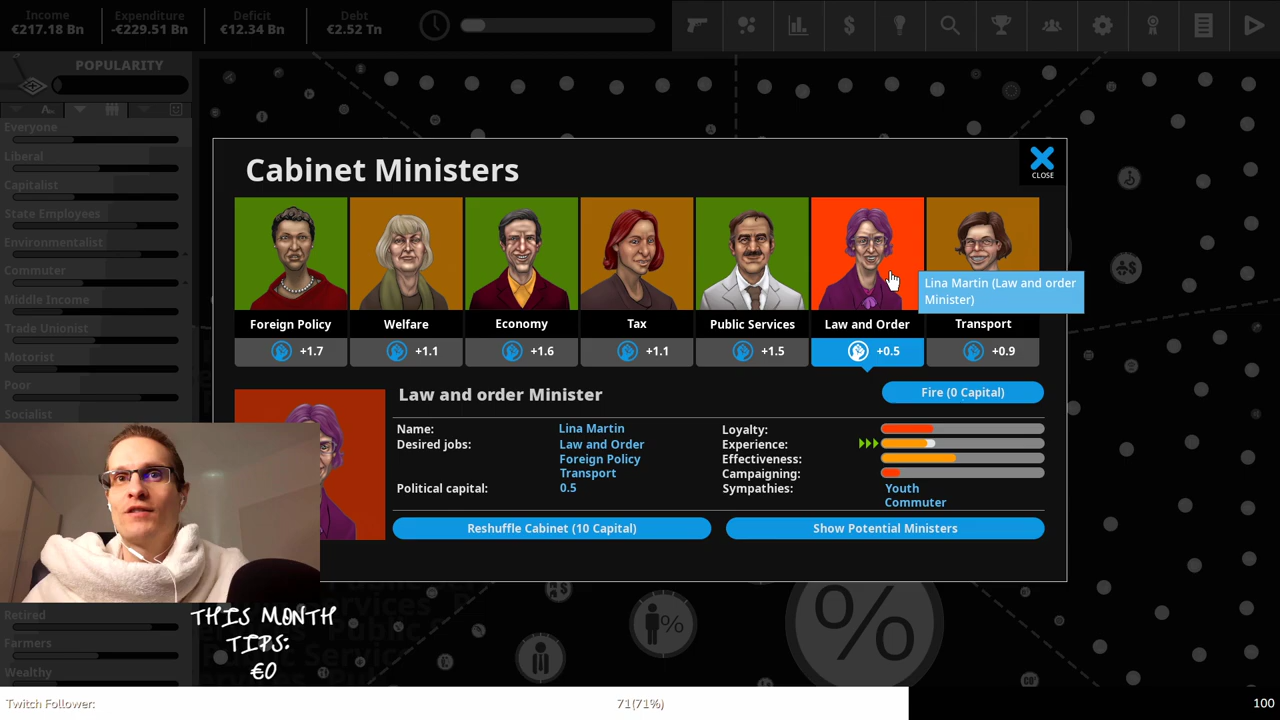 Income
Expenditure
Deficit
Debt
€217.18 Bn
-€229.51 Bn
€12.34 Bn
€2.52 Tn
POPULARITY
Everyone
Liberal
Capitalist
State Employees
Environmentalist
Commuter
Middle Income
Trade Unionist
Motorist
Poor
Socialist
Retired
Farmers
Wealthy
Cabinet Ministers
CLOSE
Foreign Policy
Welfare
Economy
Tax
Public Services
Law and Order
Transport
Lina Martin (Law and order
Minister)
+1.7
+1.1
+1.6
+1.1
+1.5
+0.5
+0.9
Law and order Minister
Fire (0 Capital)
Name:
Lina Martin
Desired jobs:
Law and Order
Foreign Policy
Transport
Political capital:
0.5
Loyalty:
Experience:
Effectiveness:
Campaigning:
Sympathies:
Youth
Commuter
Reshuffle Cabinet (10 Capital)
Show Potential Ministers
THIS MONTH
TIPS:
€0
%
%
Twitch Follower:
71(71%)
100